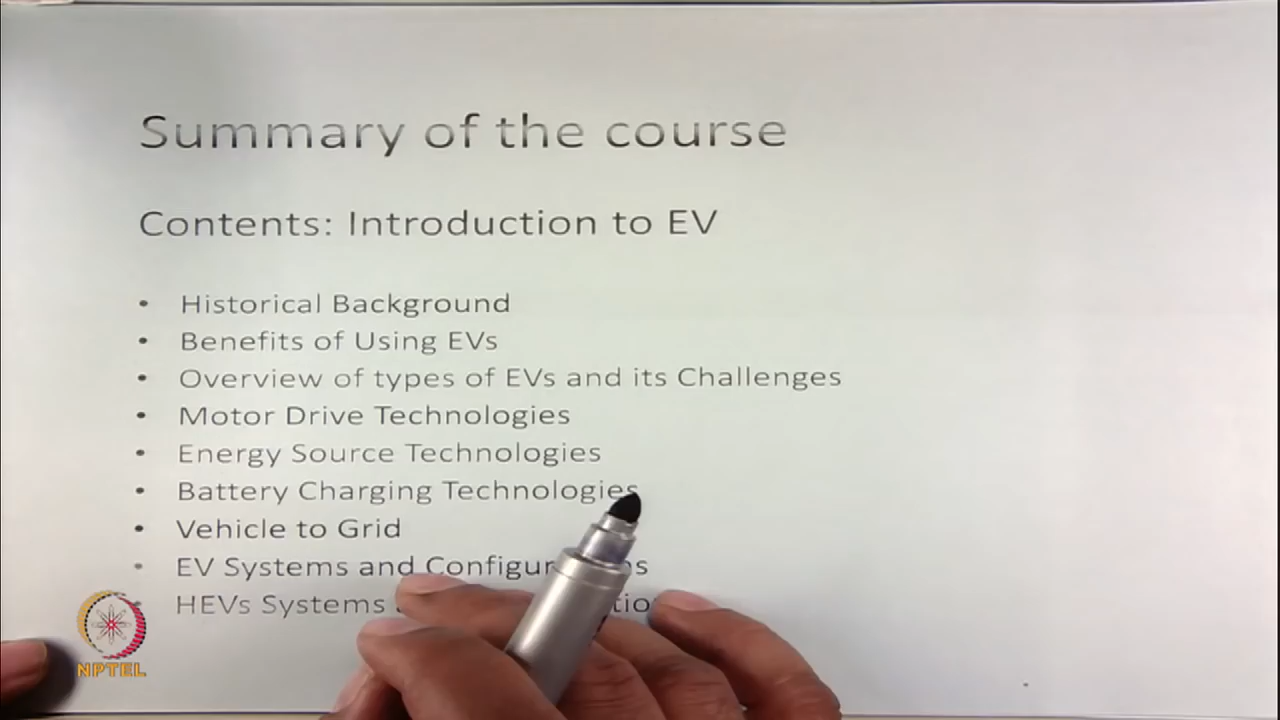 Summary of the course
Contents: Introduction to EV
• Historical Background
• Benefits of Using EVs
• Overview of types of EVs and its Challenges
• Motor Drive Technologies
• Energy Source Technologies
• Battery Charging Technologies
• Vehicle to Grid
• EV Systems and
• HEVs Systems
NPTEL